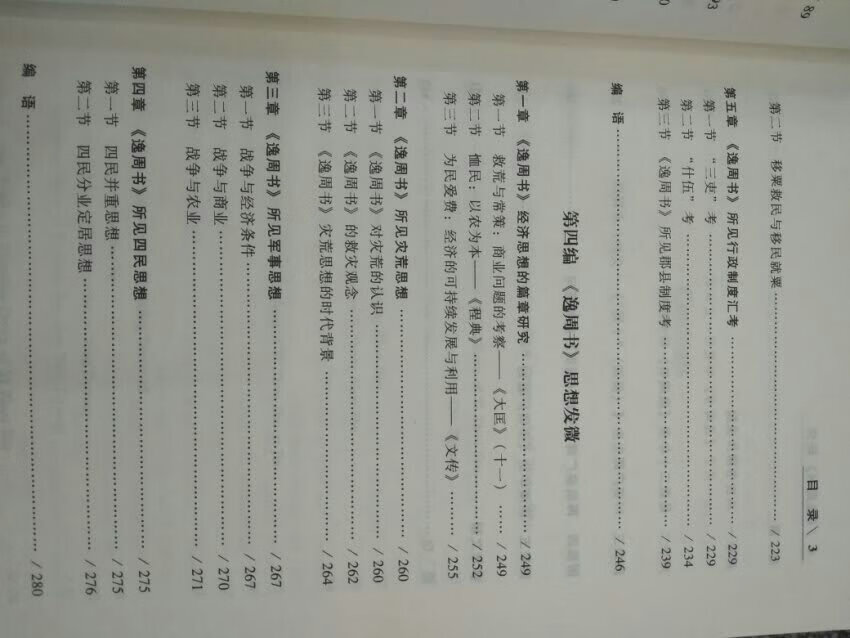 89
93
0
目 录 \ 3
第二节 移粟救民与移民就粟 …… / 223
第五章 《逸周书》所见行政制度汇考 …… / 229
第一节 “三吏”考 …… / 229
第二节 “什伍”考 …… / 234
第三节 《逸周书》所见郡县制度考 …… / 239
编 语 …… / 246
第四编 《逸周书》思想发微
第一章 《逸周书》经济思想的篇章研究 …… / 249
第一节 救荒与常策：商业问题的考察——《大匡》（十一） …… / 249
第二节 恤民：以农为本——《程典》 …… / 252
第三节 为民爱费：经济的可持续发展与利用——《文传》 …… / 255
第二章 《逸周书》所见灾荒思想 …… / 260
第一节 《逸周书》对灾荒的认识 …… / 260
第二节 《逸周书》的救灾观念 …… / 262
第三节 《逸周书》灾荒思想的时代背景 …… / 264
第三章 《逸周书》所见军事思想 …… / 267
第一节 战争与经济条件 …… / 267
第二节 战争与商业 …… / 270
第三节 战争与农业 …… / 271
第四章 《逸周书》所见四民思想 …… / 275
第一节 四民并重思想 …… / 275
第二节 四民分业定居思想 …… / 276
编 语 …… / 280